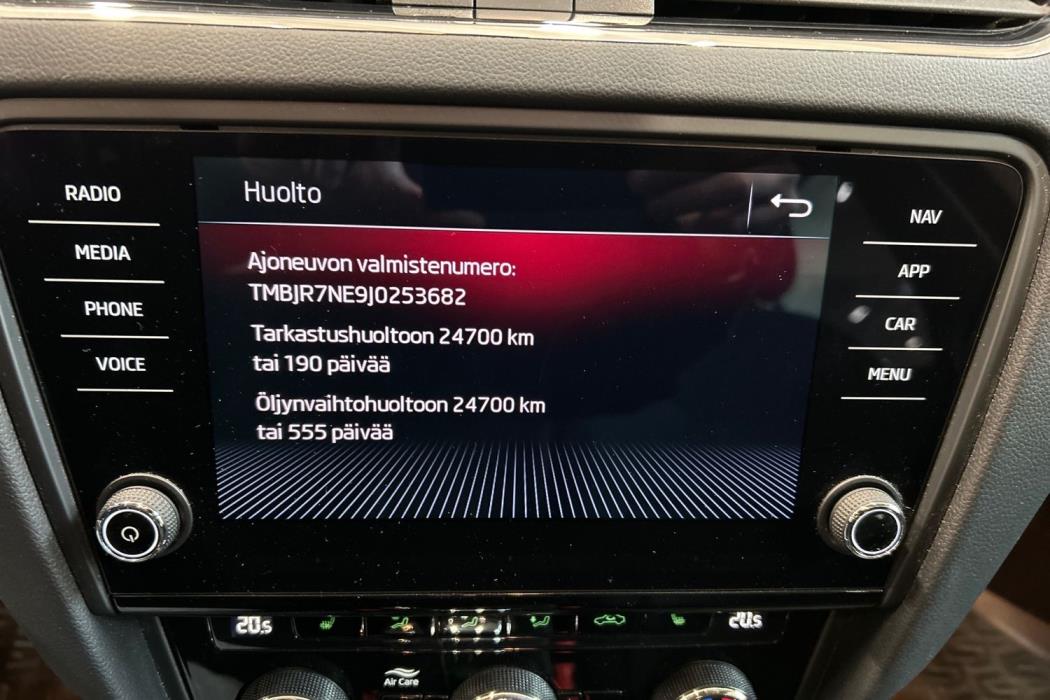 Huolto
RADIO
MEDIA
PHONE
VOICE
Ajoneuvon valmistenumero:
TMBJR7NE9J0253682
Tarkastushuoltoon 24700 km
tai 190 päivää
Öljynvaihtohuoltoon 24700 km
tai 555 päivää
NAV
APP
CAR
MENU
20.5
20.5
Air Care